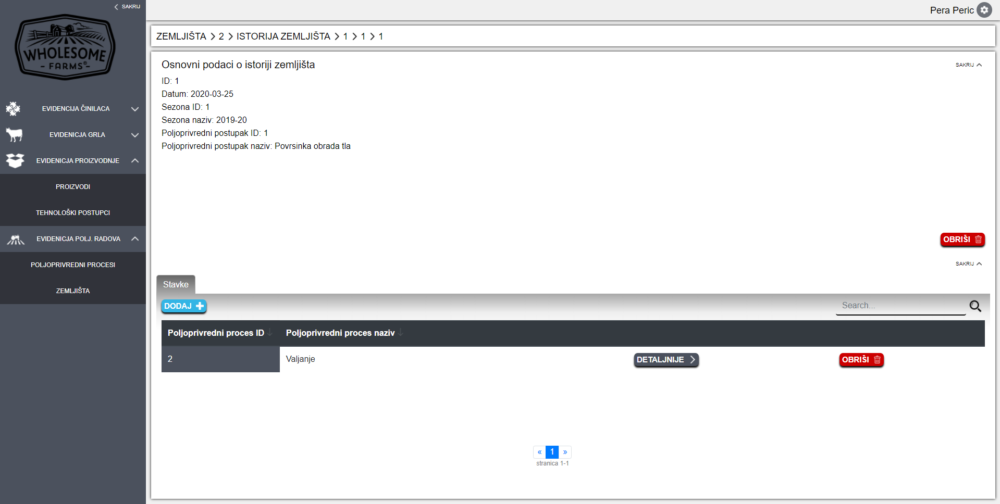 SAKRIJ
WHOLESOME
- FARMS®-
EVIDENCIJA ČINILACA
EVIDENICJA GRLA
EVIDENICJA PROIZVODNJE
PROIZVODI
TEHNOLOŠKI POSTUPCI
EVIDENICJA POLJ. RADOVA
POLJOPRIVREDNI PROCESI
ZEMLJIŠTA
Pera Peric
ZEMLJIŠTA > 2 > ISTORIJA ZEMLJIŠTA > 1 > 1 > 1
Osnovni podaci o istoriji zemljišta SAKRIJ
ID: 1
Datum: 2020-03-25
Sezona ID: 1
Sezona naziv: 2019-20
Poljoprivredni postupak ID: 1
Poljoprivredni postupak naziv: Povrsinka obrada tla
OBRIŠI
SAKRIJ
Stavke
DODAJ Search...
Poljoprivredni proces ID ↓ Poljoprivredni proces naziv ↓
2 Valjanje DETALJNIJE OBRIŠI
« 1 »
stranica 1-1